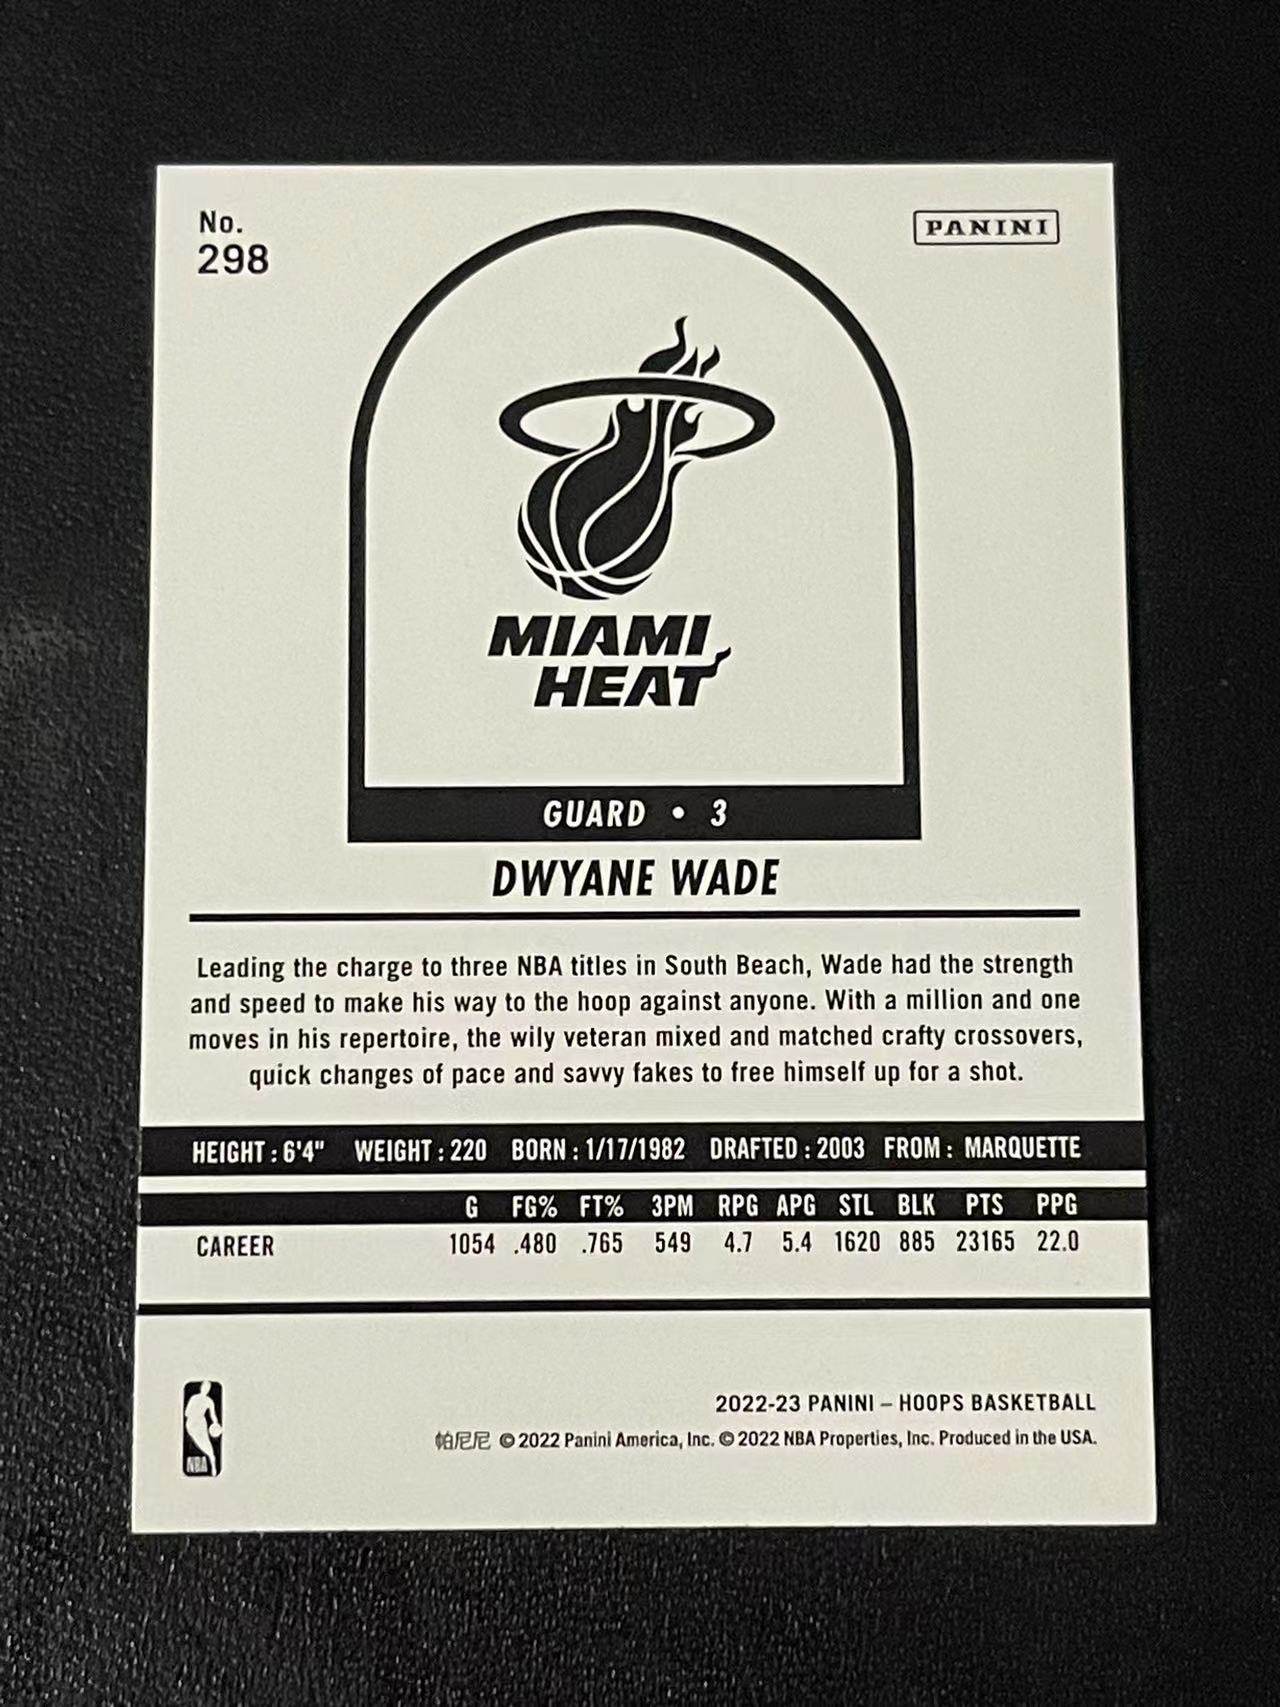 No.
298
PANINI
MIAMI
HEAT
GUARD • 3
DWYANE WADE
Leading the charge to three NBA titles in South Beach, Wade had the strength
and speed to make his way to the hoop against anyone. With a million and one
moves in his repertoire, the wily veteran mixed and matched crafty crossovers,
quick changes of pace and savvy fakes to free himself up for a shot.
HEIGHT : 6'4" WEIGHT : 220 BORN : 1/17/1982 DRAFTED : 2003 FROM : MARQUETTE
G FG% FT% 3PM RPG APG STL BLK PTS PPG
CAREER 1054 .480 .765 549 4.7 5.4 1620 885 23165 22.0
2022-23 PANINI – HOOPS BASKETBALL
帕尼尼 © 2022 Panini America, Inc. © 2022 NBA Properties, Inc. Produced in the USA.
NBA